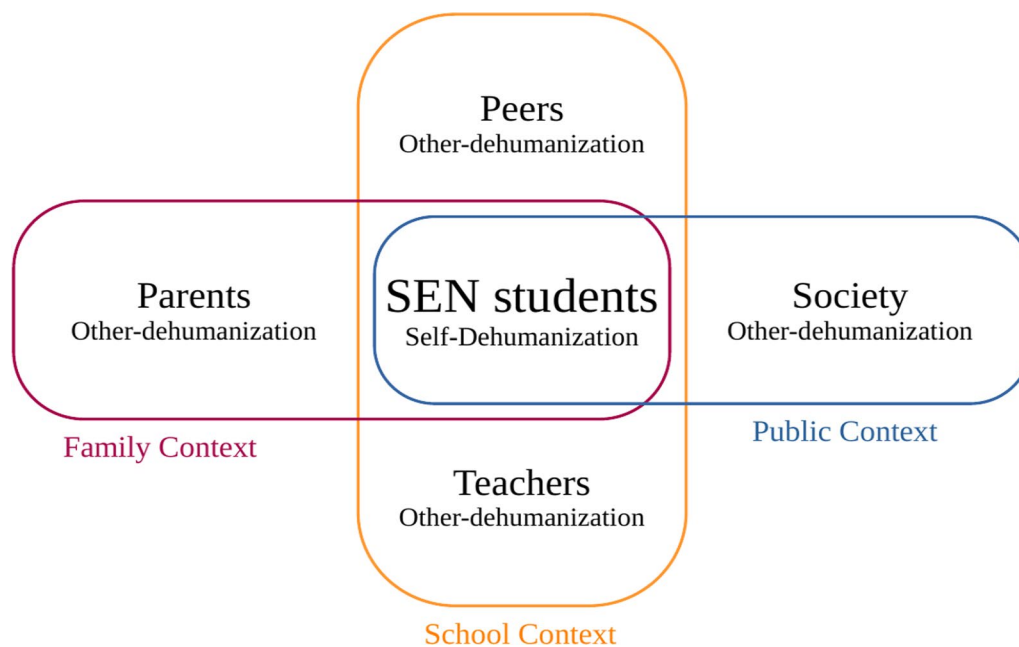 Peers
Other-dehumanization
Parents
Other-dehumanization
SEN students
Self-Dehumanization
Society
Other-dehumanization
Family Context
Public Context
Teachers
Other-dehumanization
School Context